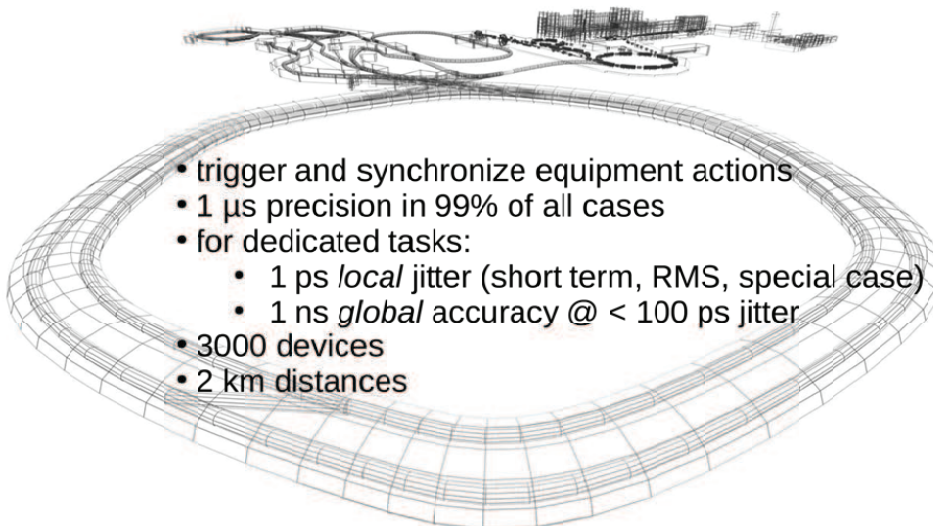 • trigger and synchronize equipment actions
• 1 µs precision in 99% of all cases
• for dedicated tasks:
• 1 ps local jitter (short term, RMS, special case)
• 1 ns global accuracy @ < 100 ps jitter
• 3000 devices
• 2 km distances